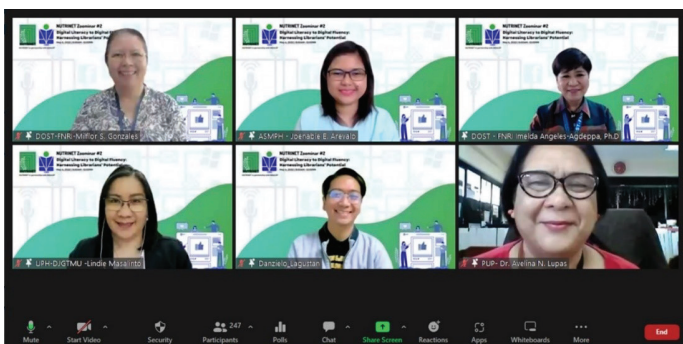 NUTRINET Zoominar #2
Digital Literacy to Digital Fluency:
Harnessing Librarians' Potential
DOST-FNRI-Milflor S. Gonzales
NUTRINET Zoominar #2
Digital Literacy to Digital Fluency:
Harnessing Librarians' Potential
ASMPH - Joenabie B. Arevalo
NUTRINET Zoominar #2
Digital Literacy to Digital Fluency:
Harnessing Librarians' Potential
DOST - FNRI Imelda Angeles-Agdeppa, Ph.D
NUTRINET Zoominar #2
Digital Literacy to Digital Fluency:
Harnessing Librarians' Potential
UPH-DJGTMU -Lindie Masalinto
NUTRINET Zoominar #2
Digital Literacy to Digital Fluency:
Harnessing Librarians' Potential
Danzielo_Lagustan
PUP- Dr. Avelina N. Lupas
247
Mute Start Video Security Participants Polls Chat Share Screen Reactions Apps Whiteboards More End